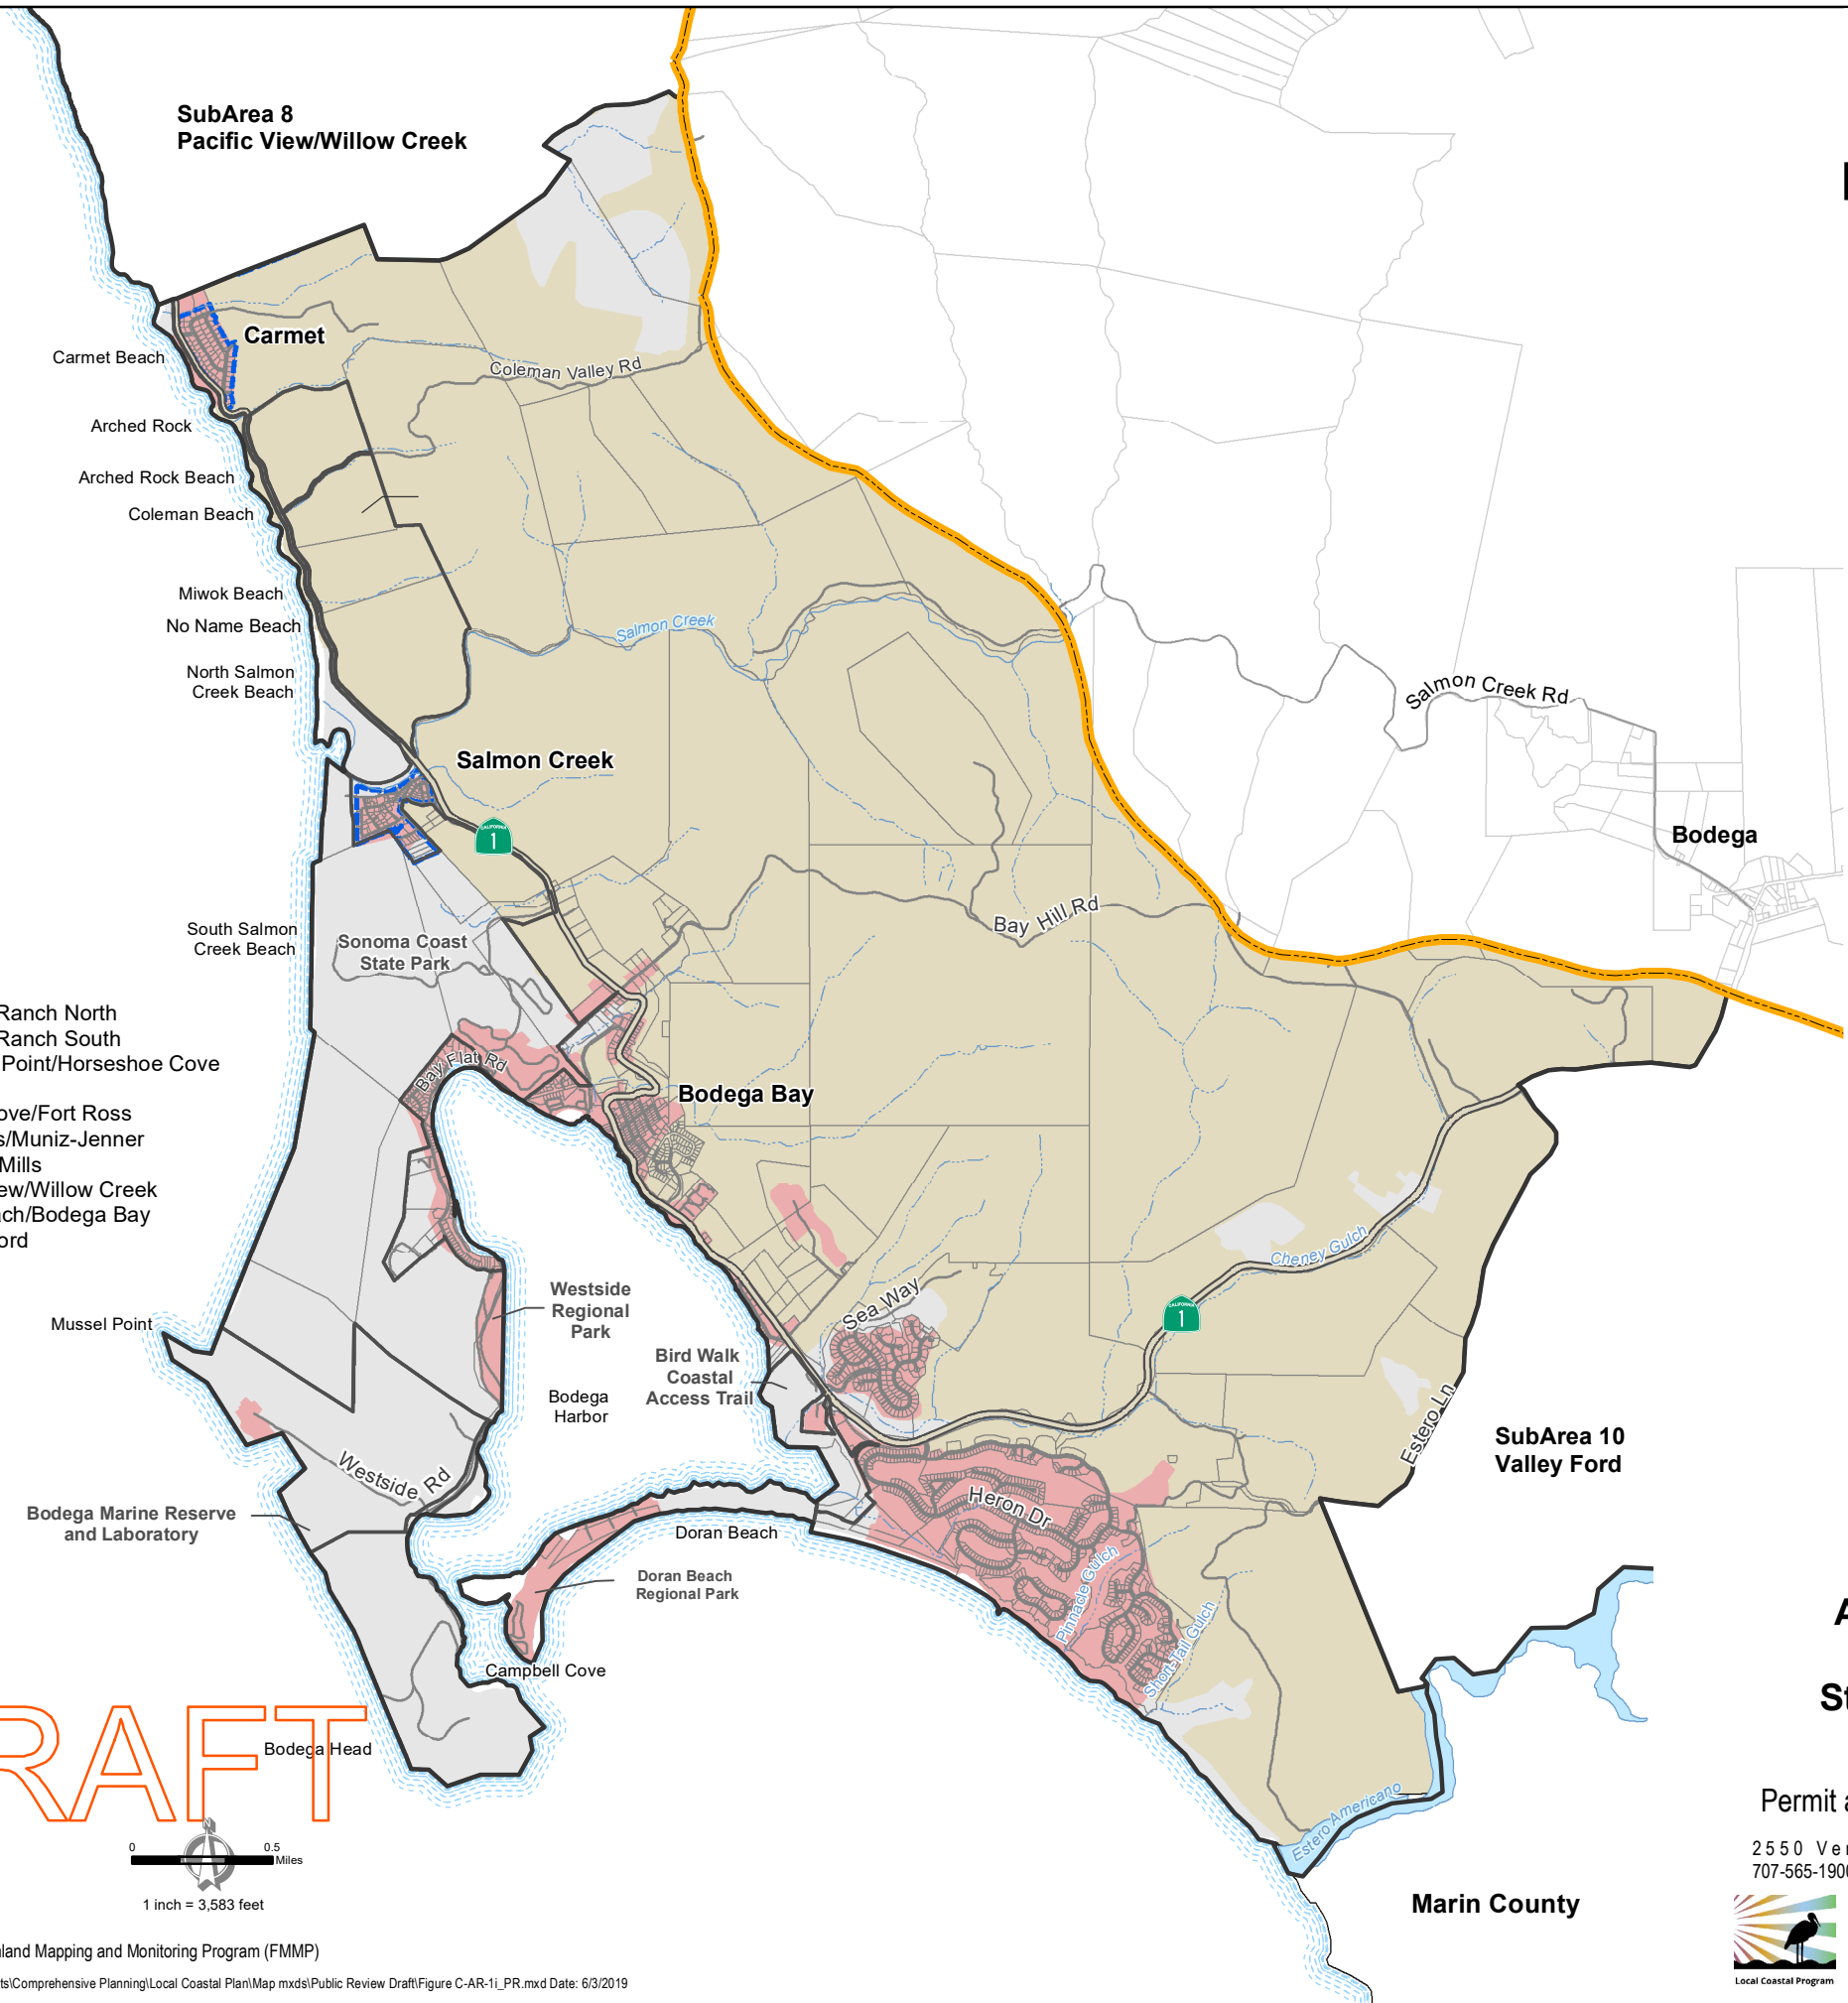 SubArea 8
Pacific View/Willow Creek
Carmet
Carmet Beach
Coleman Valley Rd
Arched Rock
Arched Rock Beach
Coleman Beach
Miwok Beach
No Name Beach
Salmon Creek
North Salmon
Creek Beach
Salmon Creek Rd
Salmon Creek
CALIFORNIA
1
Bodega
Bay Hill Rd
South Salmon
Creek Beach
Sonoma Coast
State Park
Ranch North
Ranch South
Point/Horseshoe Cove
Bay Flat Rd
Bodega Bay
ove/Fort Ross
s/Muniz-Jenner
Mills
ew/Willow Creek
ach/Bodega Bay
ord
Cheney Gulch
Westside
Regional
Park
Sea Way
CALIFORNIA
1
Mussel Point
Bird Walk
Coastal
Access Trail
Bodega
Harbor
Estero Ln
SubArea 10
Valley Ford
Westside Rd
Heron Dr
Bodega Marine Reserve
and Laboratory
Doran Beach
Doran Beach
Regional Park
Pinnacle Gulch
Short-Tail Gulch
Campbell Cove
A
St
RAFT
Bodega Head
Estero Americano
Permit a
N
0 0.5
Miles
2550 Ve
707-565-190
1 inch = 3,583 feet
Marin County
land Mapping and Monitoring Program (FMMP)
ts\Comprehensive Planning\Local Coastal Plan\Map mxds\Public Review Draft\Figure C-AR-1i_PR.mxd Date: 6/3/2019
Local Coastal Program